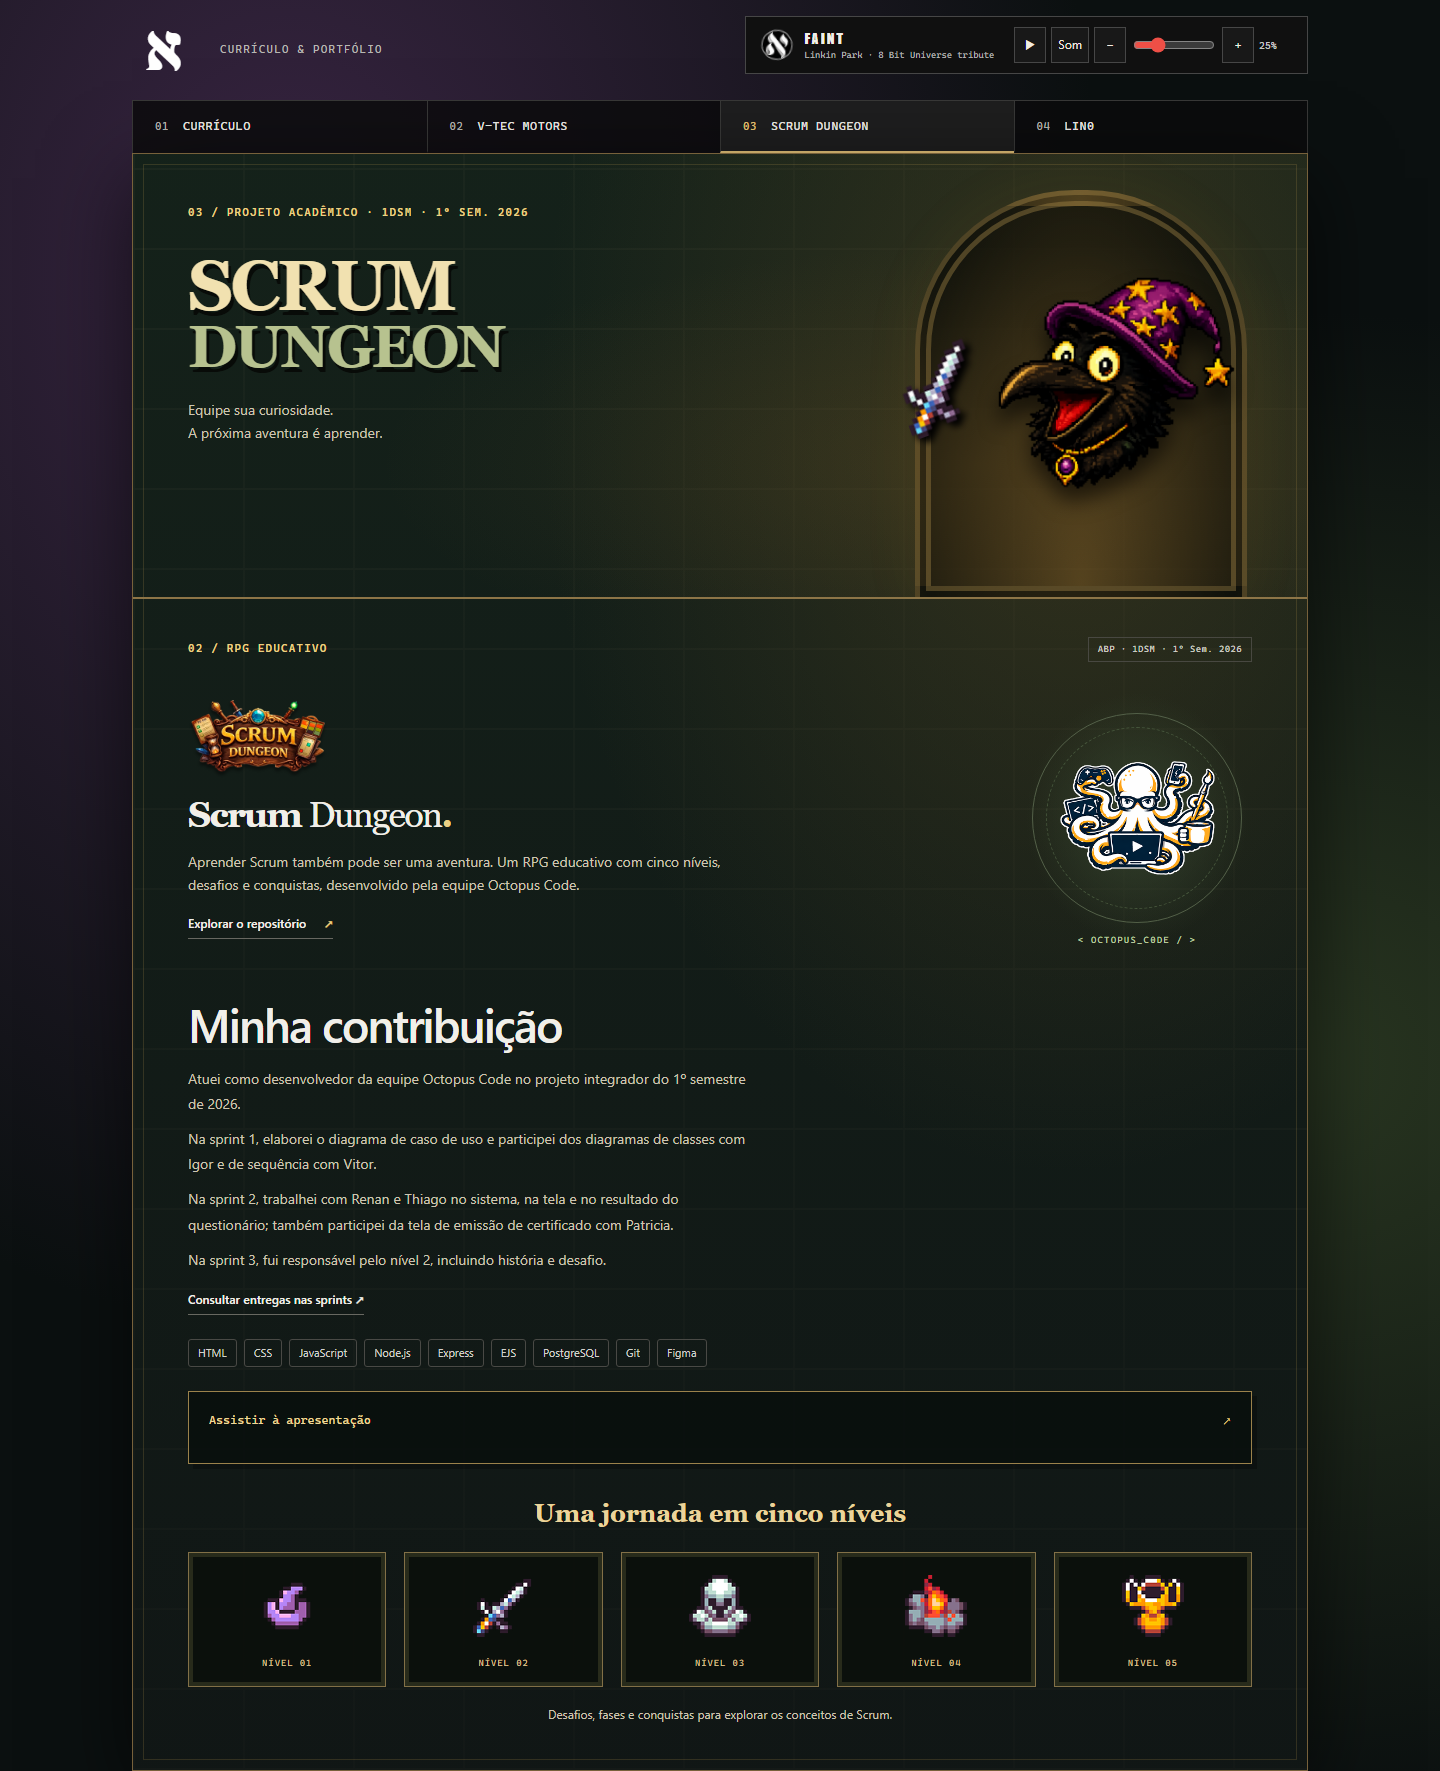 א
CURRÍCULO & PORTFÓLIO
א
FAINT
Linkin Park · 8 Bit Universe tribute
▶
Som
−
+
25%
01 CURRÍCULO
02 V-TEC MOTORS
03 SCRUM DUNGEON
04 LIN0
03 / PROJETO ACADÊMICO · 1DSM · 1º SEM. 2026
SCRUM
DUNGEON
Equipe sua curiosidade.
A próxima aventura é aprender.
02 / RPG EDUCATIVO
ABP · 1DSM · 1º Sem. 2026
SCRUM
DUNGEON
Scrum Dungeon.
Aprender Scrum também pode ser uma aventura. Um RPG educativo com cinco níveis,
desafios e conquistas, desenvolvido pela equipe Octopus Code.
Explorar o repositório ↗
</>
< OCTOPUS_C0DE / >
Minha contribuição
Atuei como desenvolvedor da equipe Octopus Code no projeto integrador do 1º semestre
de 2026.
Na sprint 1, elaborei o diagrama de caso de uso e participei dos diagramas de classes com
Igor e de sequência com Vitor.
Na sprint 2, trabalhei com Renan e Thiago no sistema, na tela e no resultado do
questionário; também participei da tela de emissão de certificado com Patricia.
Na sprint 3, fui responsável pelo nível 2, incluindo história e desafio.
Consultar entregas nas sprints ↗
HTML
CSS
JavaScript
Node.js
Express
EJS
PostgreSQL
Git
Figma
Assistir à apresentação ↗
Uma jornada em cinco níveis
NÍVEL 01
NÍVEL 02
NÍVEL 03
NÍVEL 04
NÍVEL 05
Desafios, fases e conquistas para explorar os conceitos de Scrum.